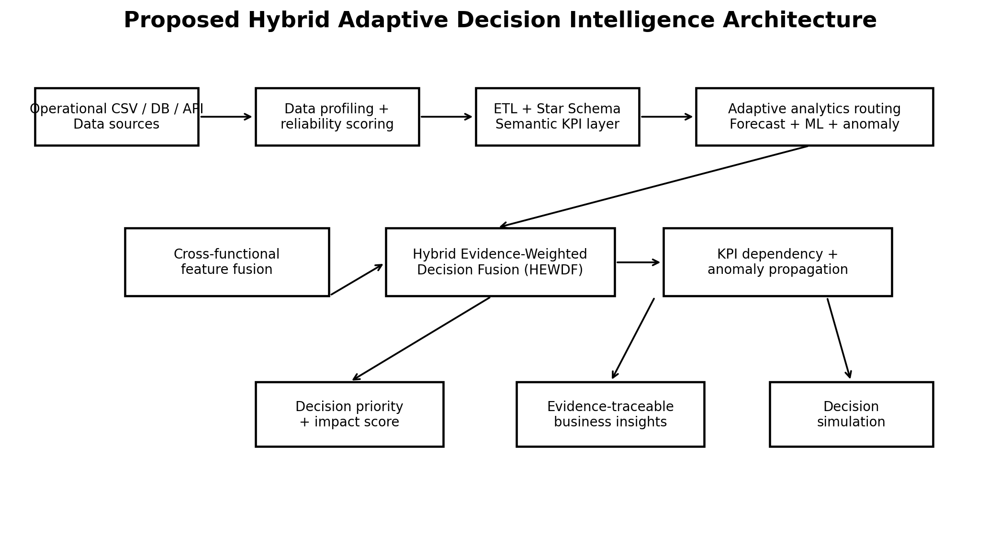 Proposed Hybrid Adaptive Decision Intelligence Architecture
Operational CSV / DB / API
Data sources
Data profiling +
reliability scoring
ETL + Star Schema
Semantic KPI layer
Adaptive analytics routing
Forecast + ML + anomaly
Cross-functional
feature fusion
Hybrid Evidence-Weighted
Decision Fusion (HEWDF)
KPI dependency +
anomaly propagation
Decision priority
+ impact score
Evidence-traceable
business insights
Decision
simulation